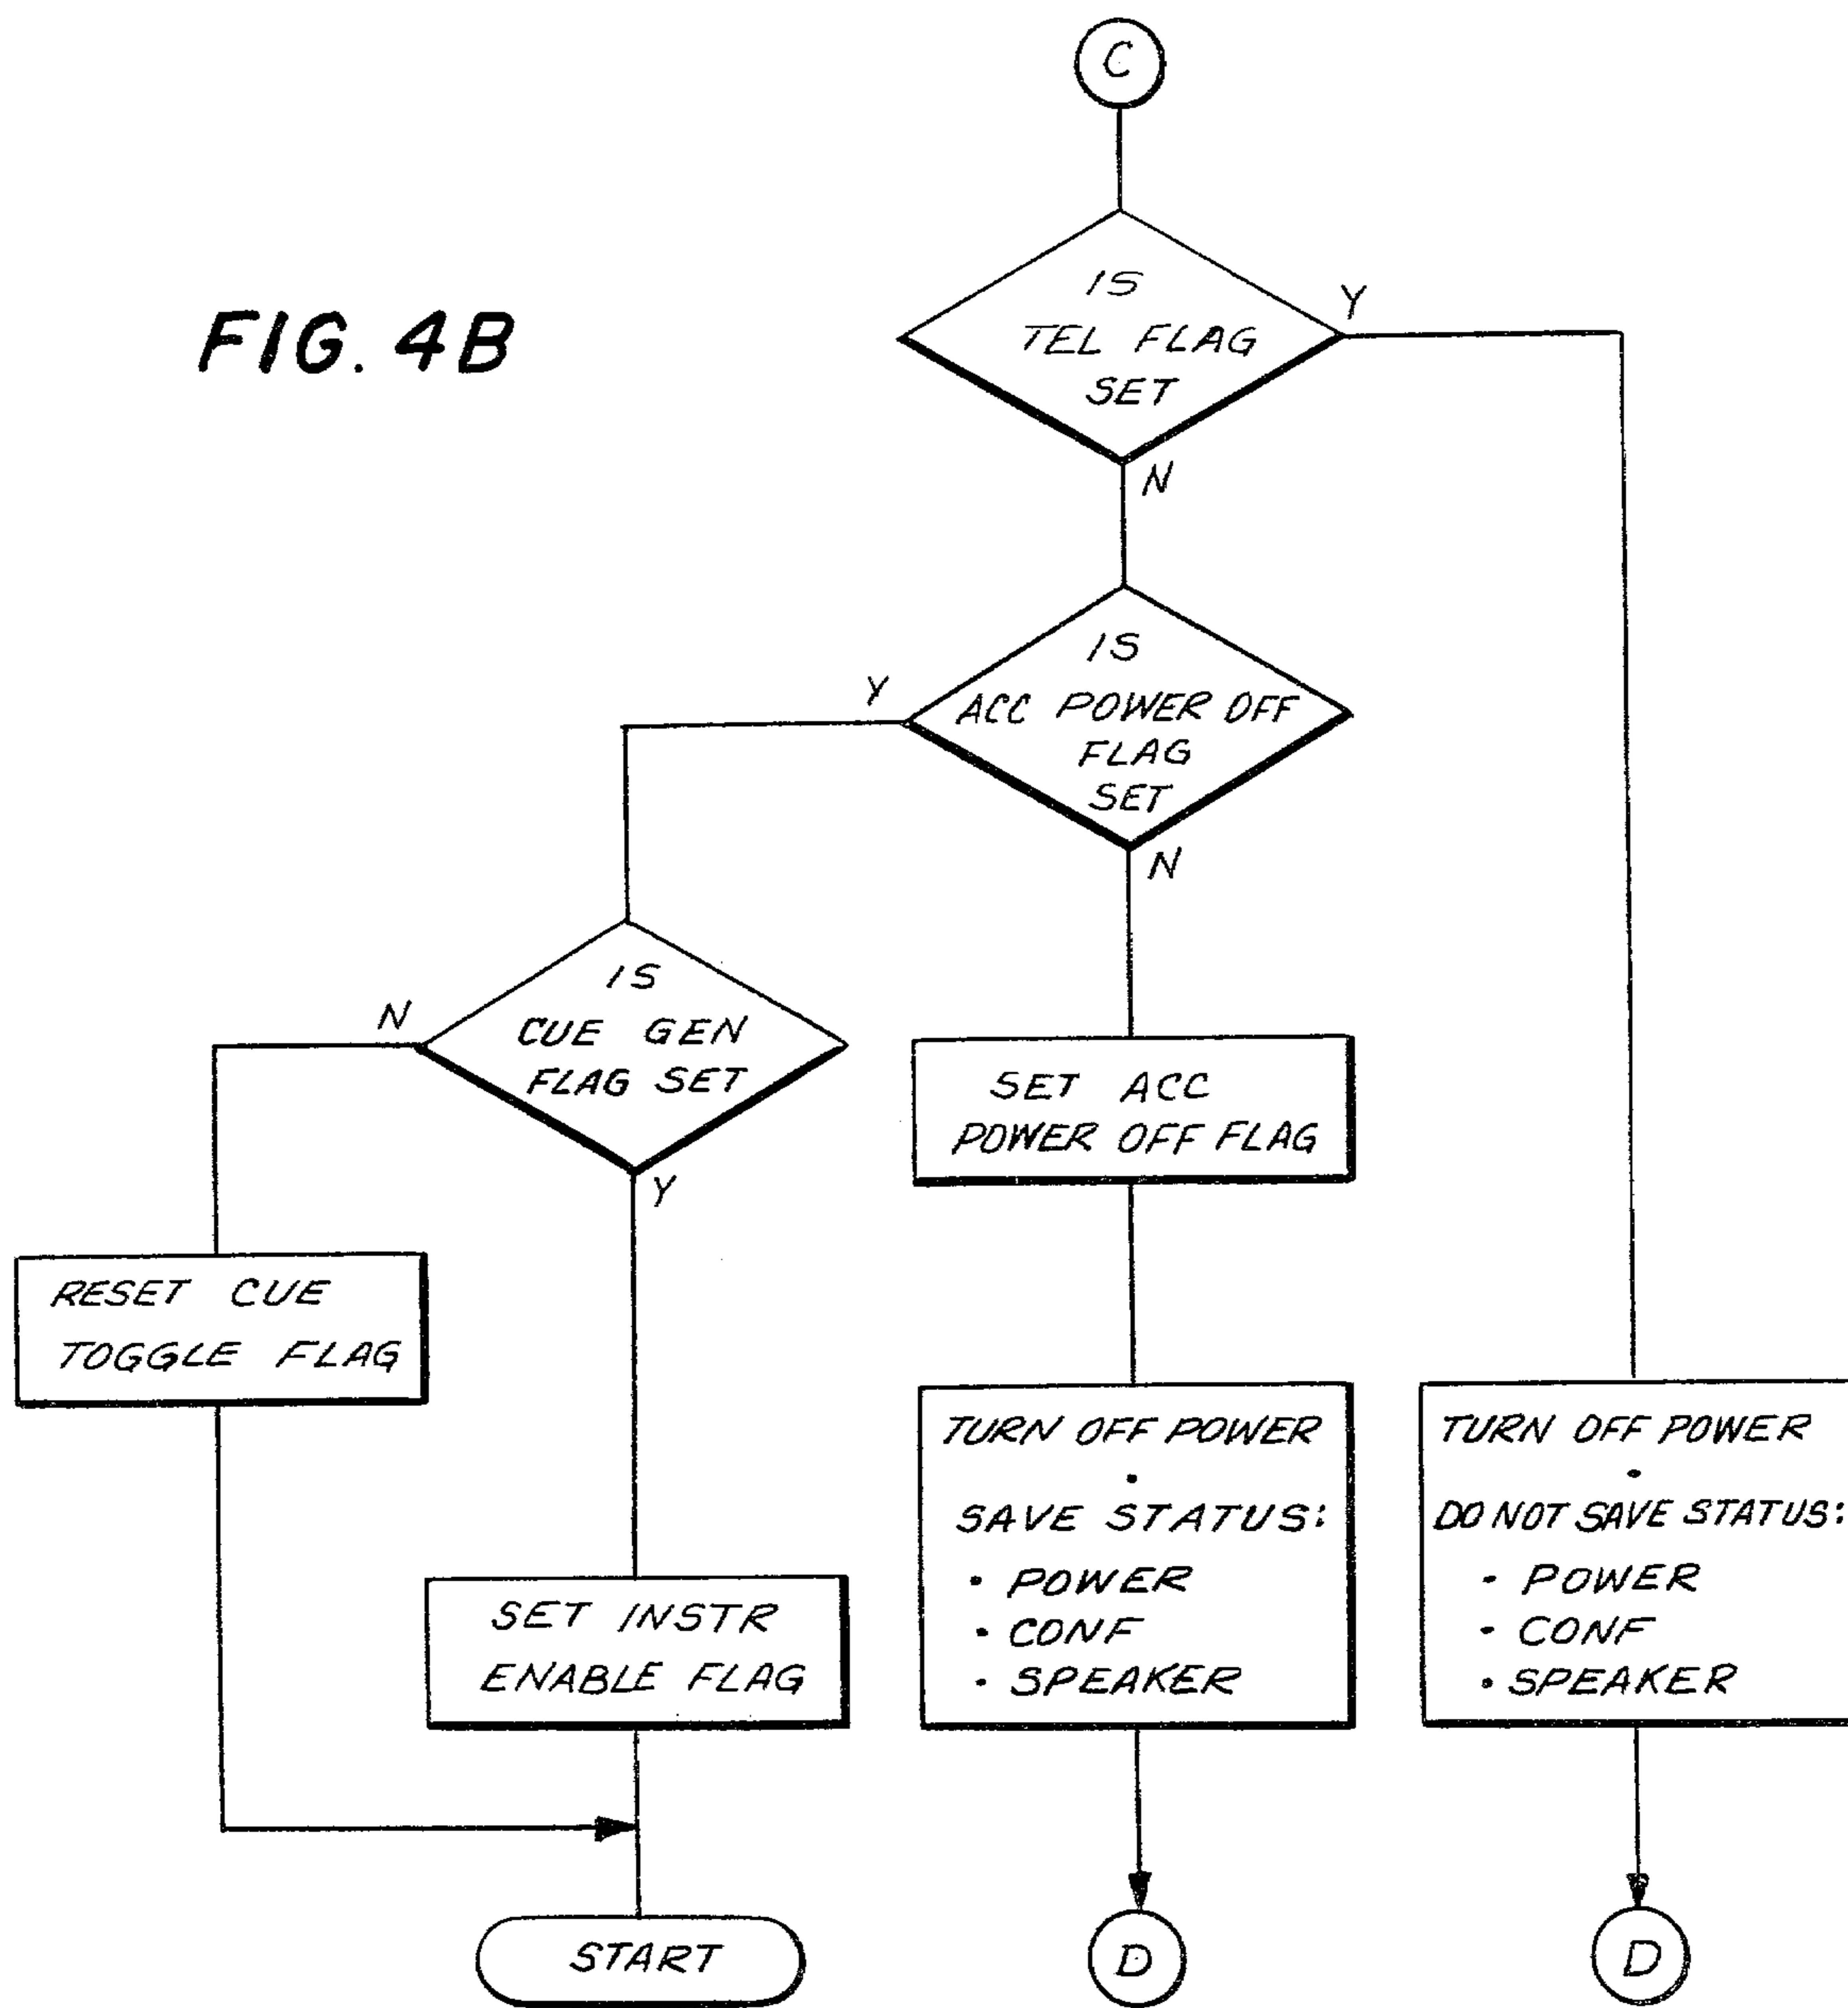 C
FIG. 4B
IS
TEL FLAG
SET
Y
N
IS
ACC POWER OFF
FLAG
SET
Y
N
IS
CUE GEN
FLAG SET
N
Y
SET ACC
POWER OFF FLAG
RESET CUE
TOGGLE FLAG
SET INSTR
ENABLE FLAG
TURN OFF POWER
·
SAVE STATUS:
· POWER
· CONF
· SPEAKER
TURN OFF POWER
·
DO NOT SAVE STATUS:
· POWER
· CONF
· SPEAKER
START
D
D